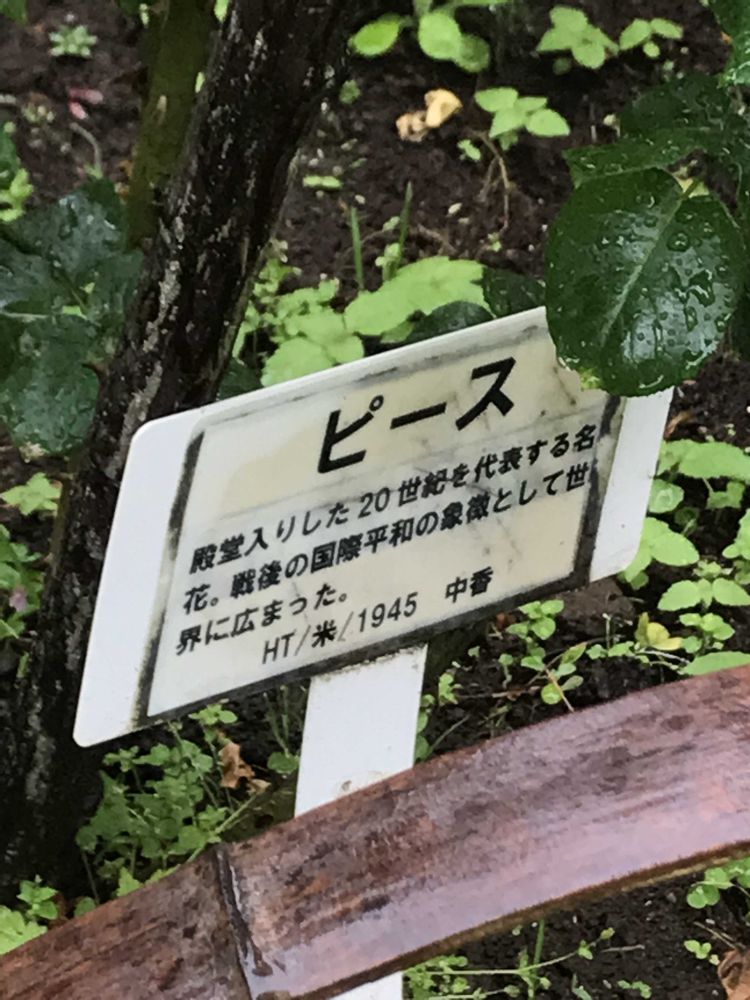 ピース
殿堂入りした20世紀を代表する名
花。戦後の国際平和の象徴として世
界に広まった。
HT/米/1945 中香